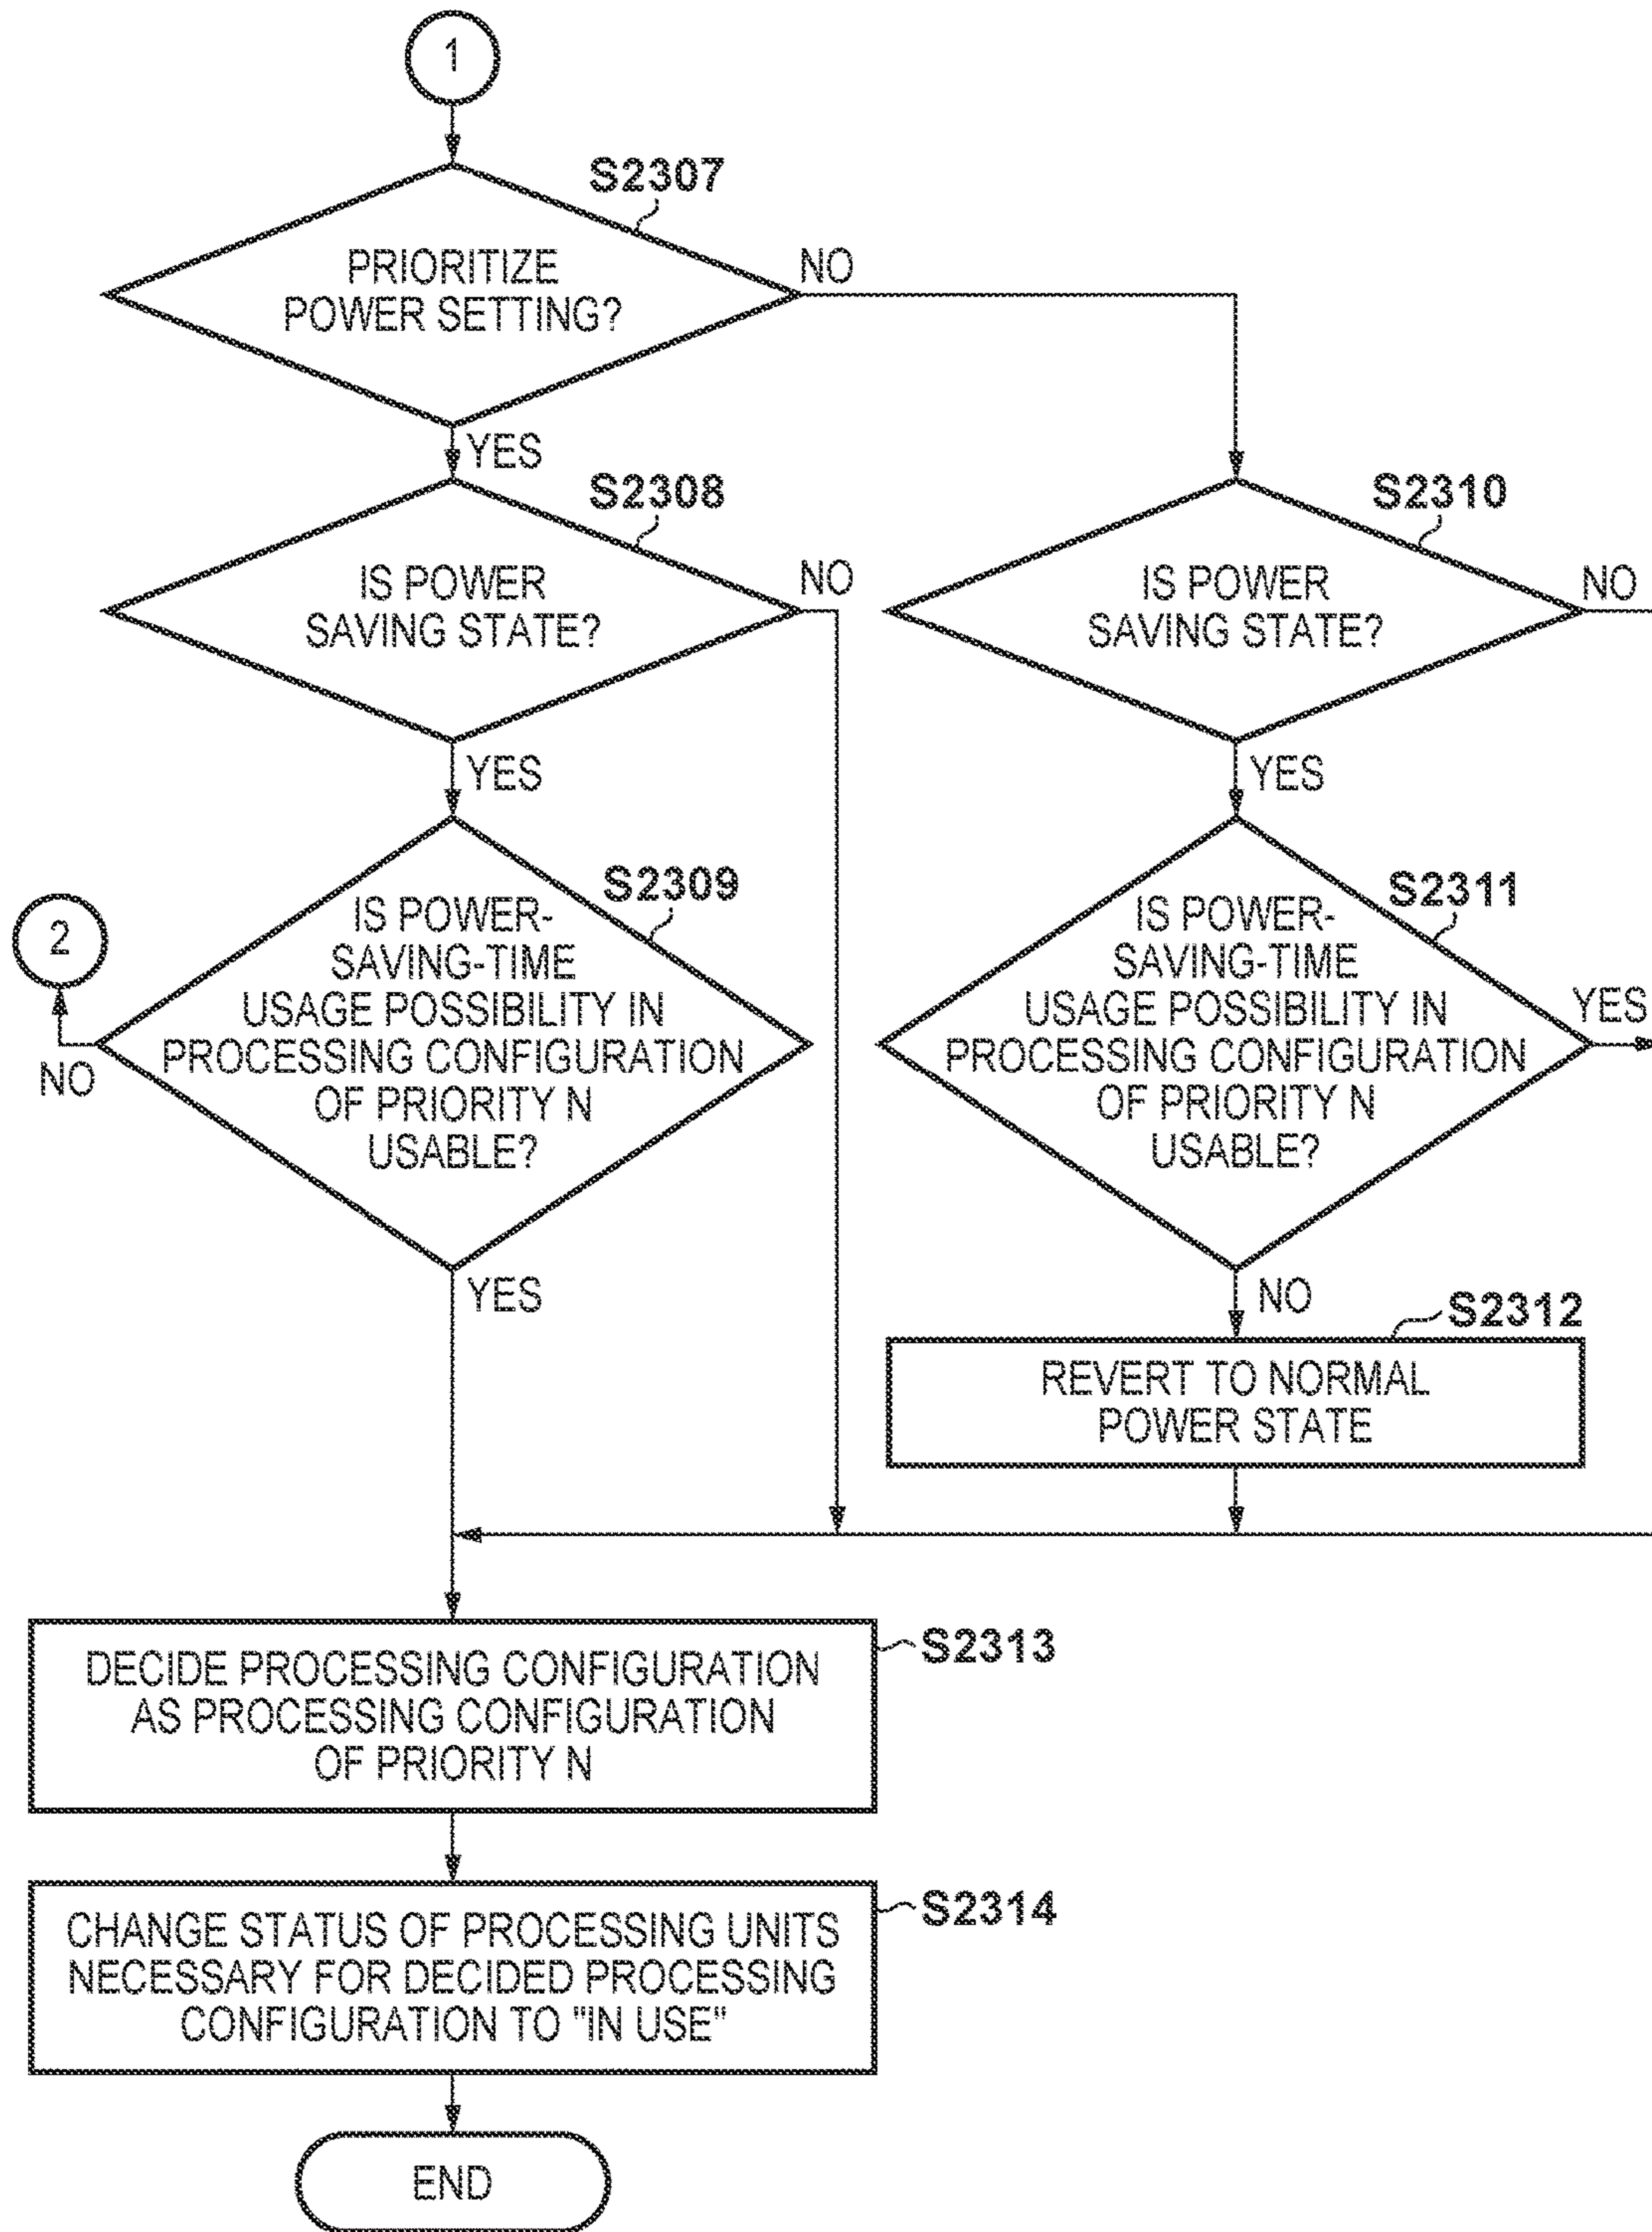 1
S2307
PRIORITIZE
POWER SETTING?
NO
YES
S2308
IS POWER
SAVING STATE?
NO
YES
S2310
IS POWER
SAVING STATE?
NO
YES
S2309
IS POWER-
SAVING-TIME
USAGE POSSIBILITY IN
PROCESSING CONFIGURATION
OF PRIORITY N
USABLE?
2
NO
YES
S2311
IS POWER-
SAVING-TIME
USAGE POSSIBILITY IN
PROCESSING CONFIGURATION
OF PRIORITY N
USABLE?
YES
NO
S2312
REVERT TO NORMAL
POWER STATE
S2313
DECIDE PROCESSING CONFIGURATION
AS PROCESSING CONFIGURATION
OF PRIORITY N
S2314
CHANGE STATUS OF PROCESSING UNITS
NECESSARY FOR DECIDED PROCESSING
CONFIGURATION TO "IN USE"
END